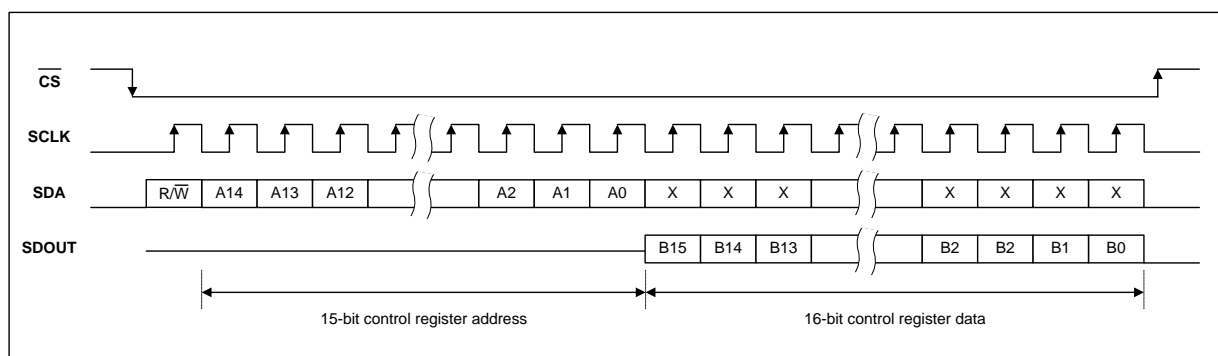 CS
SCLK
SDA R/W A14 A13 A12 A2 A1 A0 X X X X X X X
SDOUT B15 B14 B13 B2 B2 B1 B0
15-bit control register address 16-bit control register data